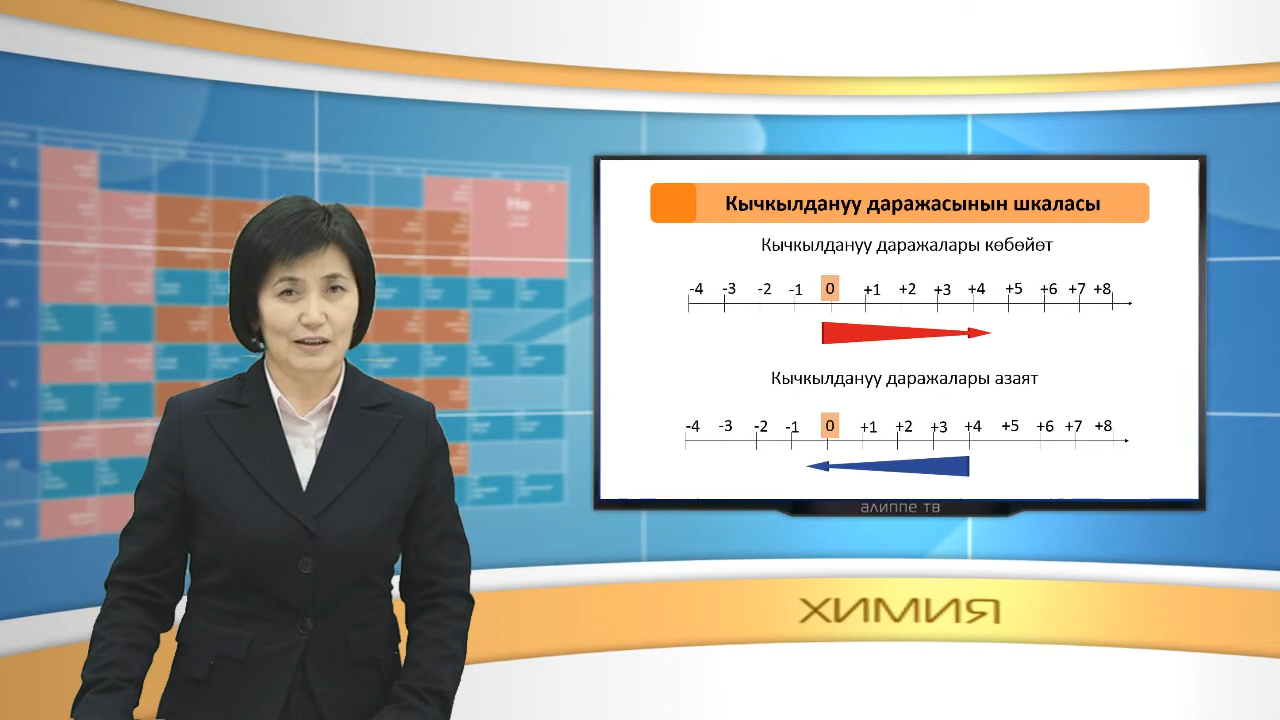 Кычкылдануу даражасынын шкаласы
Кычкылдануу даражалары көбөйөт
-4 -3 -2 -1 0 +1 +2 +3 +4 +5 +6 +7 +8
Кычкылдануу даражалары азаят
-4 -3 -2 -1 0 +1 +2 +3 +4 +5 +6 +7 +8
алиппе тв
ХИМИЯ
He